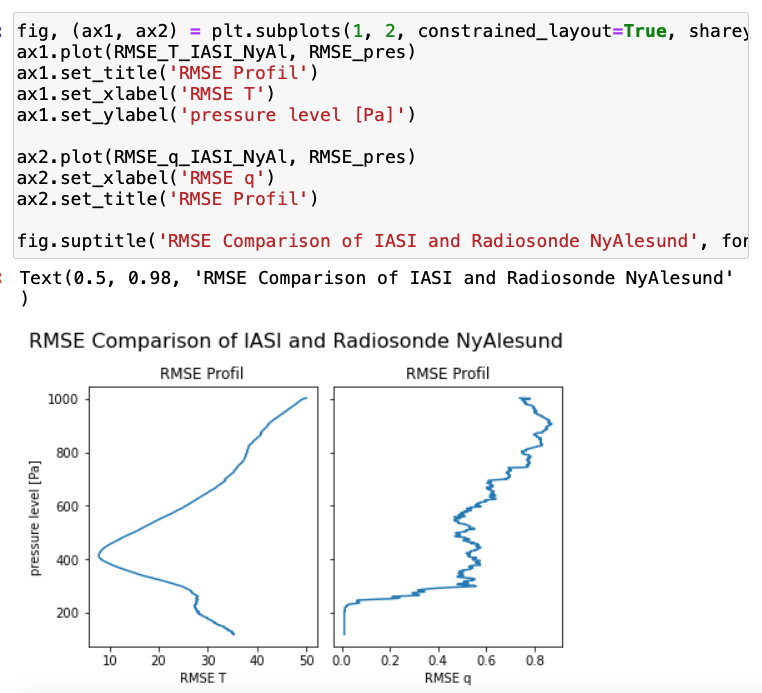 fig, (ax1, ax2) = plt.subplots(1, 2, constrained_layout=True, sharey
ax1.plot(RMSE_T_IASI_NyAl, RMSE_pres)
ax1.set_title('RMSE Profil')
ax1.set_xlabel('RMSE T')
ax1.set_ylabel('pressure level [Pa]')
ax2.plot(RMSE_q_IASI_NyAl, RMSE_pres)
ax2.set_xlabel('RMSE q')
ax2.set_title('RMSE Profil')
fig.suptitle('RMSE Comparison of IASI and Radiosonde NyAlesund', for
Text(0.5, 0.98, 'RMSE Comparison of IASI and Radiosonde NyAlesund'
)
RMSE Comparison of IASI and Radiosonde NyAlesund
RMSE Profil
RMSE Profil
pressure level [Pa]
1000
800
600
400
200
10 20 30 40 50
RMSE T
0.0 0.2 0.4 0.6 0.8
RMSE q